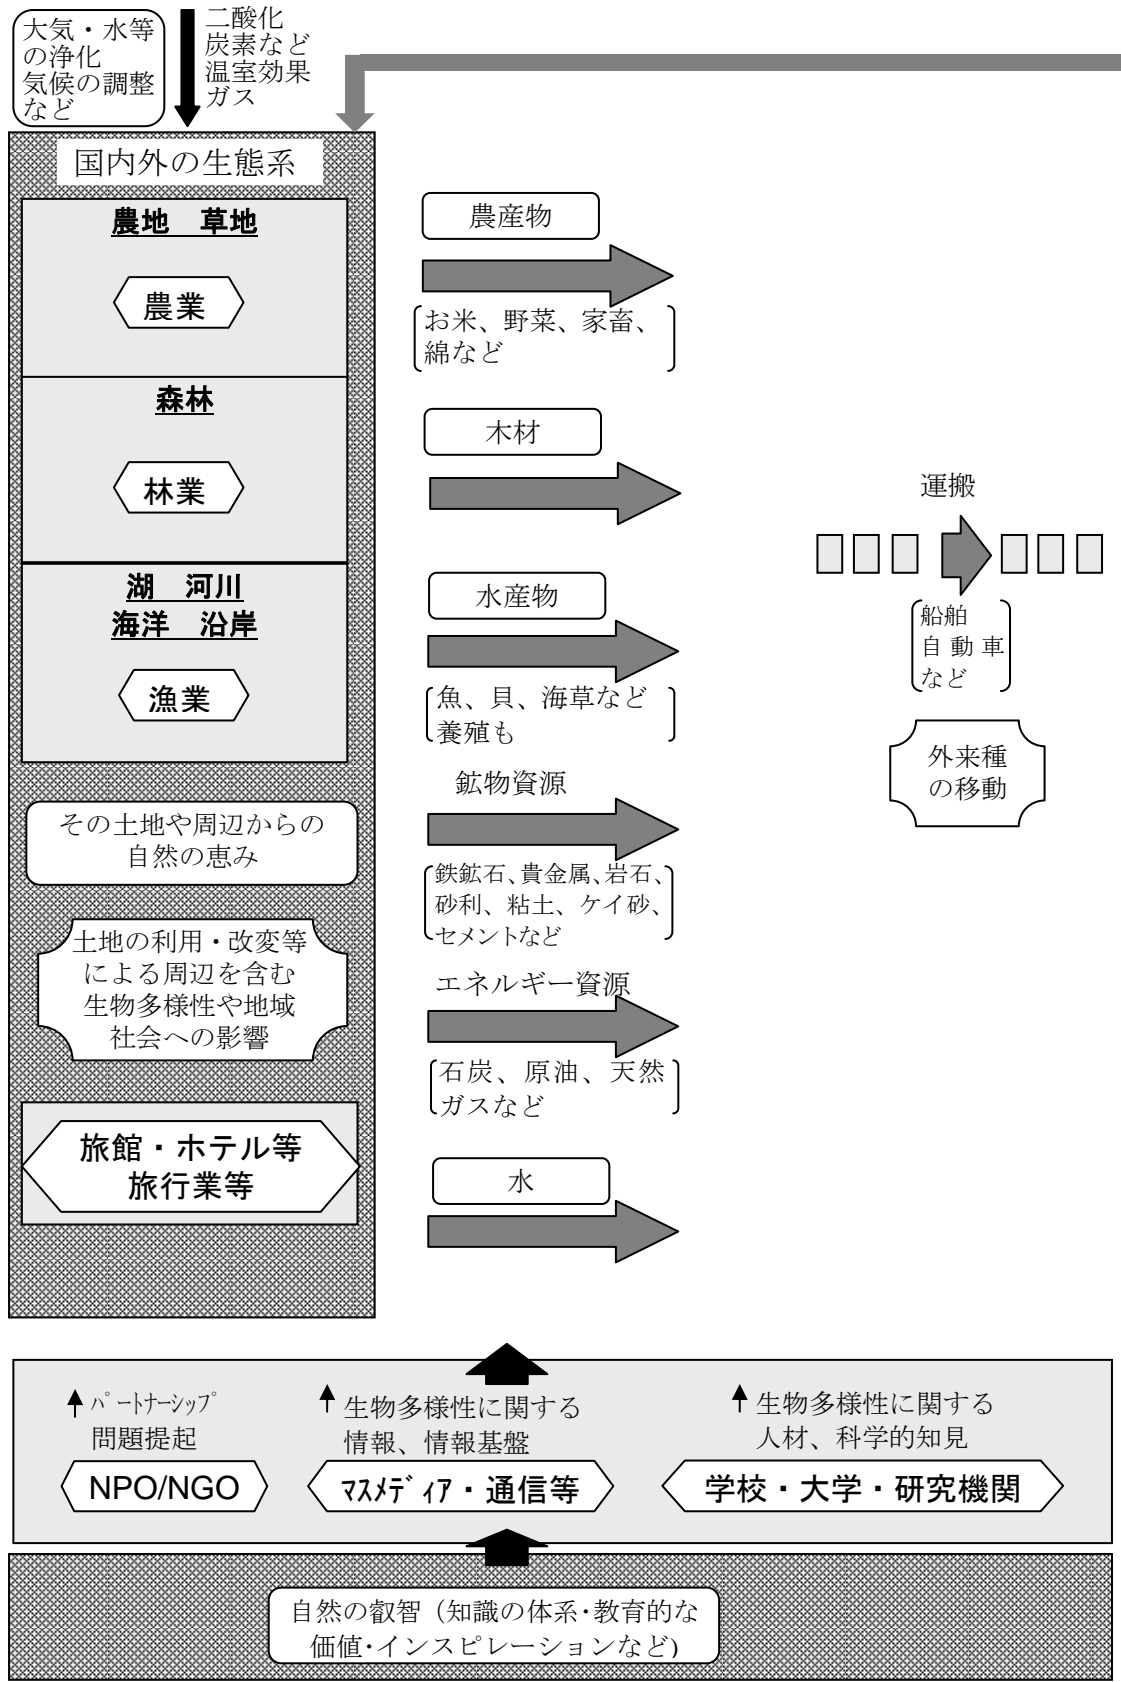 大気・水等
の浄化
気候の調整
など
二酸化
炭素など
温室効果
ガス
国内外の生態系
農地　草地
農業
森林
林業
湖　河川
海洋　沿岸
漁業
その土地や周辺からの
自然の恵み
土地の利用・改変等
による周辺を含む
生物多様性や地域
社会への影響
旅館・ホテル等
旅行業等
農産物
お米、野菜、家畜、
綿など
木材
水産物
魚、貝、海草など
養殖も
鉱物資源
鉄鉱石、貴金属、岩石、
砂利、粘土、ケイ砂、
セメントなど
エネルギー資源
石炭、原油、天然
ガスなど
水
運搬
船舶
自動車
など
外来種
の移動
ﾊﾟｰﾄﾅｰｼｯﾌﾟ
問題提起
NPO/NGO
生物多様性に関する
情報、情報基盤
ﾏｽﾒﾃﾞｨｱ・通信等
生物多様性に関する
人材、科学的知見
学校・大学・研究機関
自然の叡智（知識の体系･教育的な
価値･インスピレーションなど)